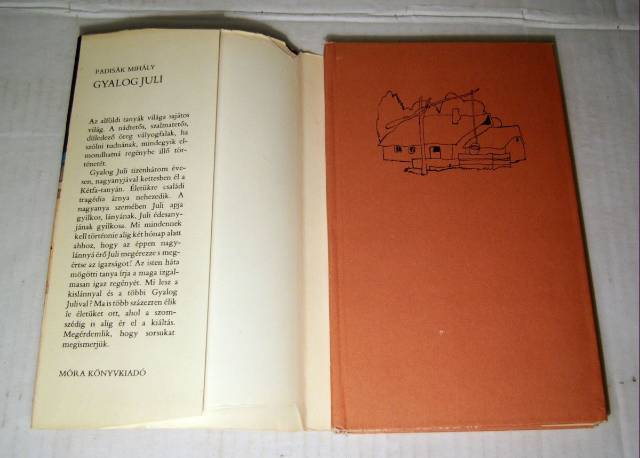 PADISÁK MIHÁLY
GYALOG JULI
Az alföldi tanyák világa sajátos
világ. A nádtetős, szalmatetős,
düledező öreg vályogfalak, ha
szólni tudnának, mindegyik el-
mondhatná regénybe illő tör-
ténetét.
Gyalog Juli tizenhárom éve-
sen, nagyanyjával kettesben él a
Kétfa-tanyán. Életükre családi
tragédia árnya nehezedik. A
nagyanya szemében Juli apja
gyilkos, lányának, Juli édesany-
jának gyilkosa. Mi mindennek
kell történnie alig két hónap alatt
ahhoz, hogy az éppen nagy-
lánnyá érő Juli megérezze s meg-
értse az igazságot! Az isten háta
mögötti tanya írja a maga izgal-
masan igaz regényét. Mi lesz a
kislánnyal és a többi Gyalog
Julival? Ma is több százezren élik
le életüket ott, ahol a szom-
szédig is alig ér el a kiáltás.
Megérdemlik, hogy sorsukat
megismerjük.
MÓRA KÖNYVKIADÓ